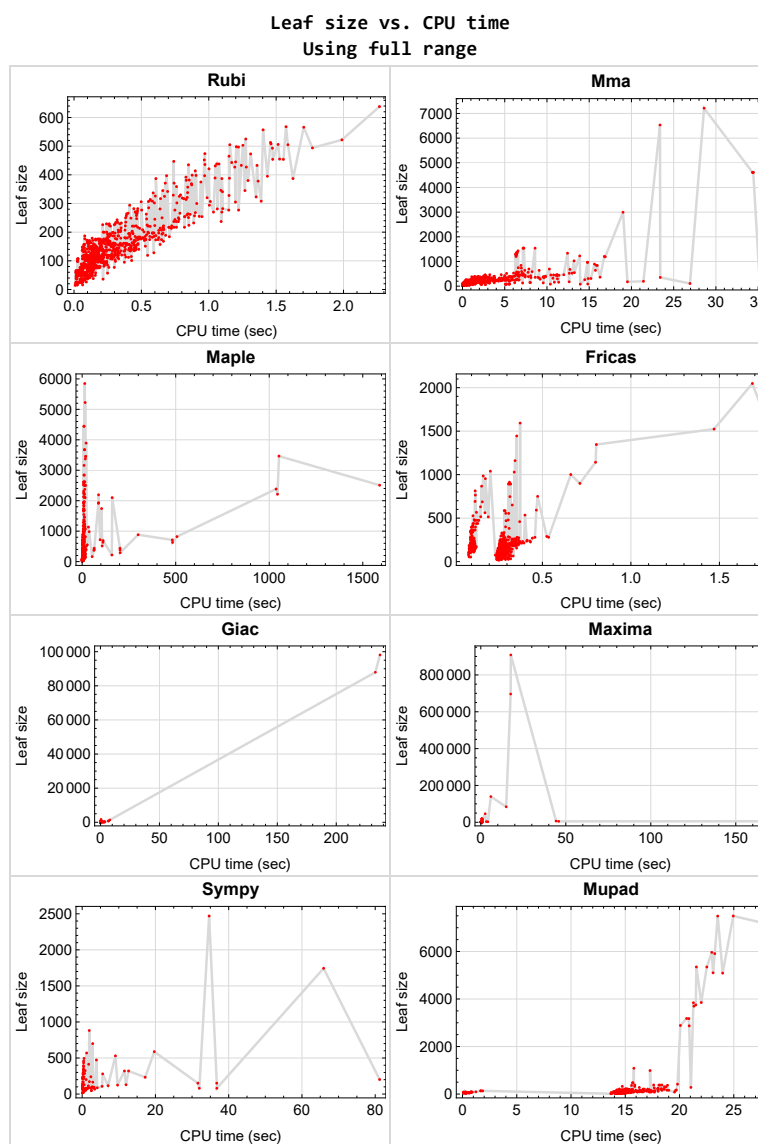 Leaf size vs. CPU time
Using full range
Rubi
Leaf size
600
500
400
300
200
100
0
0.0 0.5 1.0 1.5 2.0
CPU time (sec)
Mma
Leaf size
7000
6000
5000
4000
3000
2000
1000
0
0 5 10 15 20 25 30
CPU time (sec)
Maple
Leaf size
6000
5000
4000
3000
2000
1000
0
0 500 1000 1500
CPU time (sec)
Fricas
Leaf size
2000
1500
1000
500
0
0.5 1.0 1.5
CPU time (sec)
Giac
Leaf size
100 000
80 000
60 000
40 000
20 000
0
0 50 100 150 200
CPU time (sec)
Maxima
Leaf size
800 000
600 000
400 000
200 000
0
0 50 100 150
CPU time (sec)
Sympy
Leaf size
2500
2000
1500
1000
500
0
0 20 40 60 80
CPU time (sec)
Mupad
Leaf size
6000
4000
2000
0
0 5 10 15 20 25
CPU time (sec)